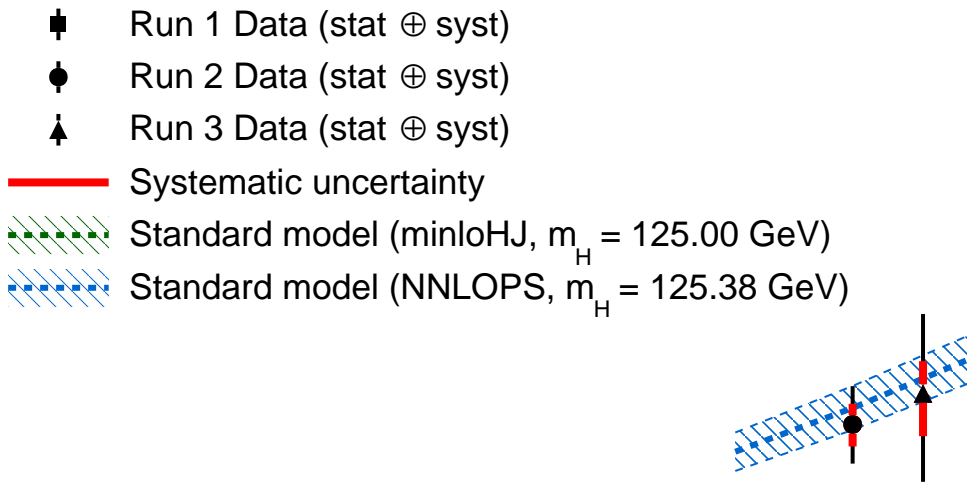 Run 1 Data (stat ⊕ syst)
Run 2 Data (stat ⊕ syst)
Run 3 Data (stat ⊕ syst)
Systematic uncertainty
Standard model (minloHJ, m_H = 125.00 GeV)
Standard model (NNLOPS, m_H = 125.38 GeV)